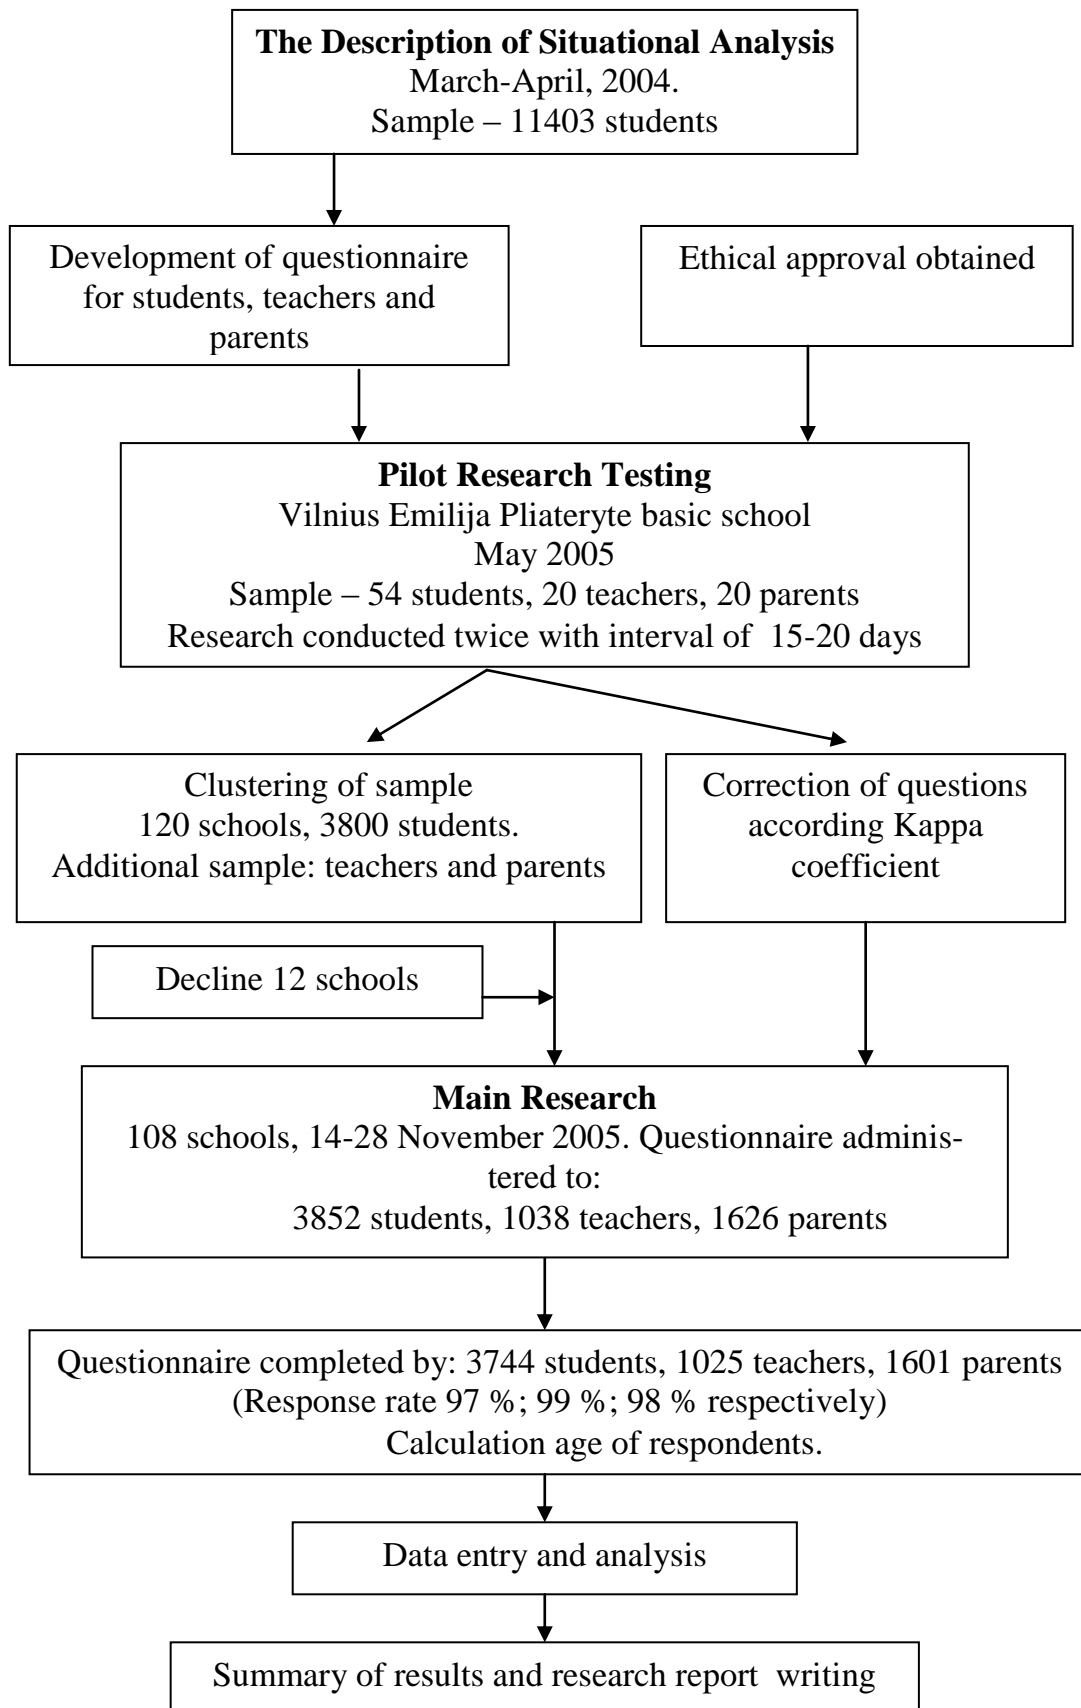 The Description of Situational Analysis
March-April, 2004.
Sample – 11403 students
Development of questionnaire
for students, teachers and
parents
Ethical approval obtained
Pilot Research Testing
Vilnius Emilija Pliateryte basic school
May 2005
Sample – 54 students, 20 teachers, 20 parents
Research conducted twice with interval of 15-20 days
Clustering of sample
120 schools, 3800 students.
Additional sample: teachers and parents
Correction of questions
according Kappa
coefficient
Decline 12 schools
Main Research
108 schools, 14-28 November 2005. Questionnaire adminis-
tered to:
3852 students, 1038 teachers, 1626 parents
Questionnaire completed by: 3744 students, 1025 teachers, 1601 parents
(Response rate 97 %; 99 %; 98 % respectively)
Calculation age of respondents.
Data entry and analysis
Summary of results and research report writing